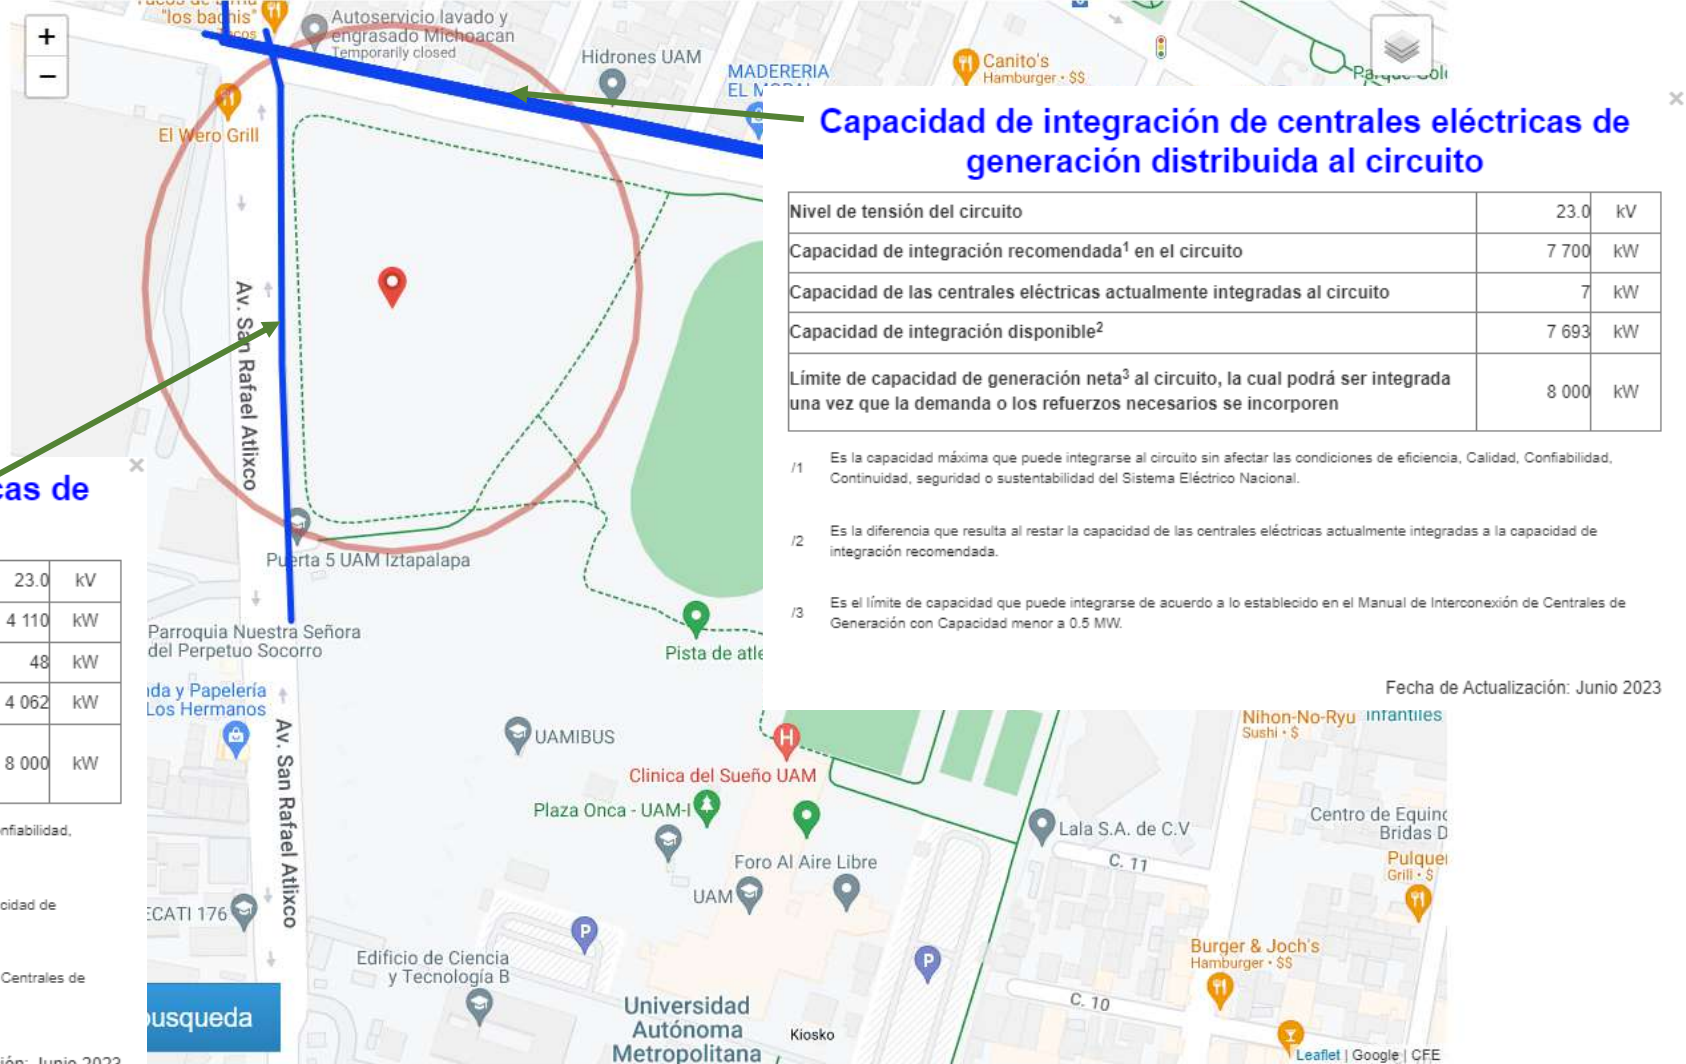 "los bachis"
Tacos
Autoservicio lavado y
engrasado Michoacan
Temporarily closed
Hidrones UAM
MADERERIA
Canito's
Hamburger · $$
+
−
El Wero Grill
Av. San Rafael Atlixco
Puerta 5 UAM Iztapalapa
Parroquia Nuestra Señora
del Perpetuo Socorro
y Papelería
Los Hermanos
Av. San Rafael Atlixco
UAMIBUS
Clinica del Sueño UAM
Plaza Onca - UAM-I
Foro Al Aire Libre
UAM
Pista de
176
Edificio de Ciencia
y Tecnología B
P
P
H
Universidad
Autónoma
Metropolitana
Kiosko
Lala S.A. de C.V
C. 11
C. 10
Nihon-No-Ryu
Sushi · $
infantiles
Centro de
Bridas
Grill · $
Burger & Joch's
Hamburger · $$
Leaflet | Google | CFE
×
Capacidad de integración de centrales eléctricas de
generación distribuida al circuito
Nivel de tensión del circuito 23.0 kV
Capacidad de integración recomendada¹ en el circuito 7 700 kW
Capacidad de las centrales eléctricas actualmente integradas al circuito 7 kW
Capacidad de integración disponible² 7 693 kW
Límite de capacidad de generación neta³ al circuito, la cual podrá ser integrada
una vez que la demanda o los refuerzos necesarios se incorporen 8 000 kW
/1 Es la capacidad máxima que puede integrarse al circuito sin afectar las condiciones de eficiencia, Calidad, Confiabilidad,
Continuidad, seguridad o sustentabilidad del Sistema Eléctrico Nacional.
/2 Es la diferencia que resulta al restar la capacidad de las centrales eléctricas actualmente integradas a la capacidad de
integración recomendada.
/3 Es el límite de capacidad que puede integrarse de acuerdo a lo establecido en el Manual de Interconexión de Centrales de
Generación con Capacidad menor a 0.5 MW.
Fecha de Actualización: Junio 2023
×
de
23.0 kV
4 110 kW
48 kW
4 062 kW
8 000 kW
de
Centrales de
Junio 2023